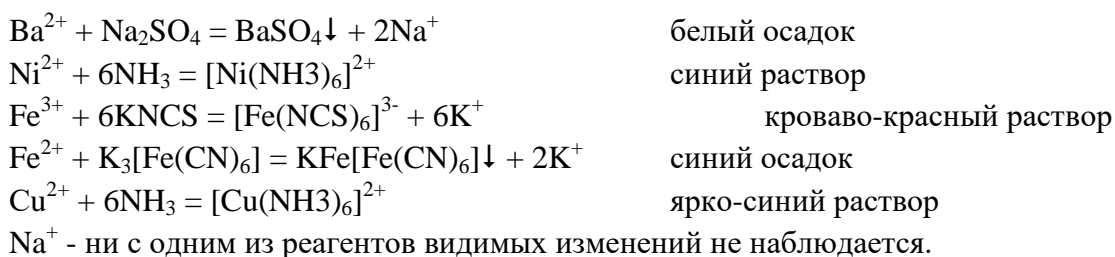 Ba²⁺ + Na₂SO₄ = BaSO₄↓ + 2Na⁺ белый осадок
Ni²⁺ + 6NH₃ = [Ni(NH3)₆]²⁺ синий раствор
Fe³⁺ + 6KNCS = [Fe(NCS)₆]³⁻ + 6K⁺ кроваво-красный раствор
Fe²⁺ + K₃[Fe(CN)₆] = KFe[Fe(CN)₆]↓ + 2K⁺ синий осадок
Cu²⁺ + 6NH₃ = [Cu(NH3)₆]²⁺ ярко-синий раствор
Na⁺ - ни с одним из реагентов видимых изменений не наблюдается.